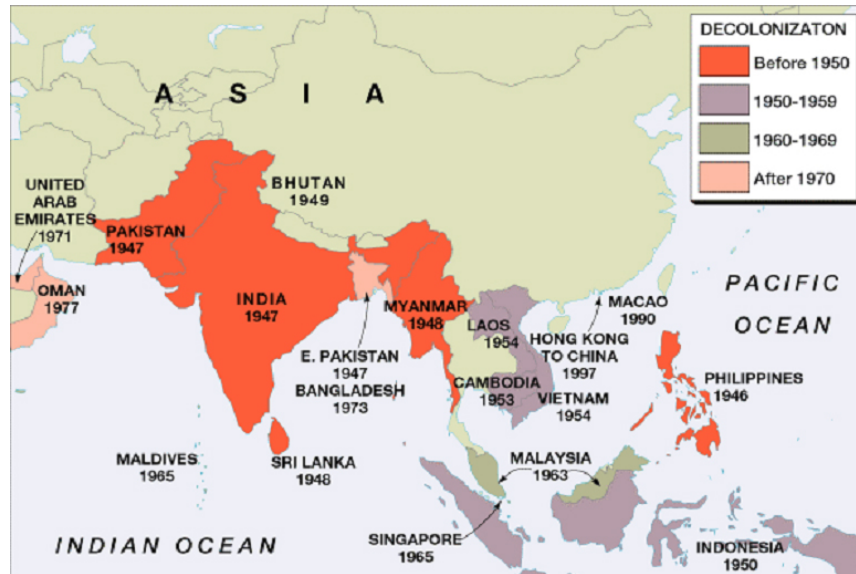 DECOLONIZATON
Before 1950
1950-1959
1960-1969
After 1970
A S I A
UNITED
ARAB
EMIRATES
1971
BHUTAN
1949
PAKISTAN
1947
OMAN
1977
INDIA
1947
MYANMAR
1948
LAOS
1954
MACAO
1990
HONG KONG
TO CHINA
1997
PACIFIC
OCEAN
E. PAKISTAN
1947
BANGLADESH
1973
CAMBODIA
1953
VIETNAM
1954
PHILIPPINES
1946
MALDIVES
1965
SRI LANKA
1948
MALAYSIA
1963
SINGAPORE
1965
INDIAN OCEAN
INDONESIA
1950